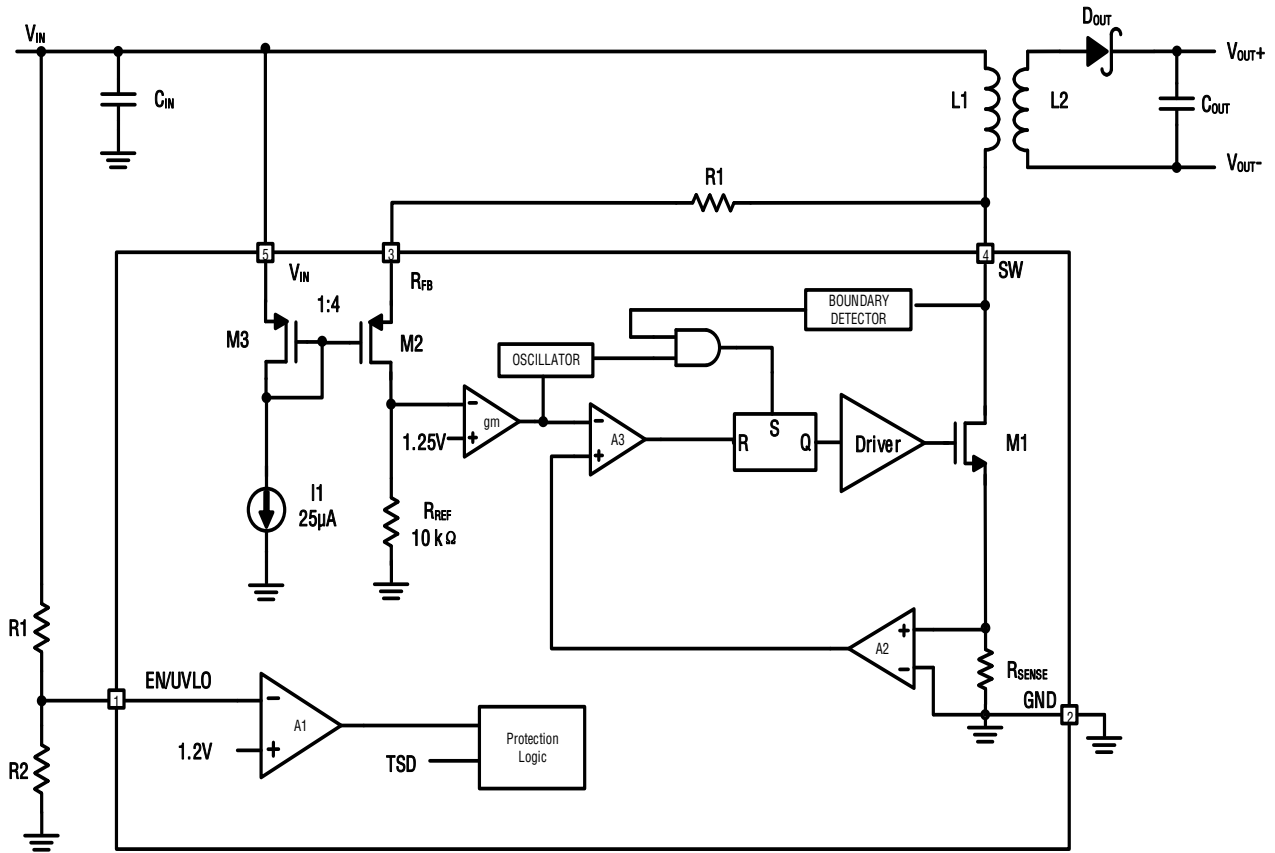 VIN
CIN
DOUT
VOUT+
L1
L2
COUT
VOUT-
R1
5
3
4
VIN
RFB
SW
1:4
M3
M2
BOUNDARY
DETECTOR
OSCILLATOR
gm
1.25V
A3
R
S
Q
Driver
M1
I1
25µA
RREF
10 kΩ
R1
A2
RSENSE
EN/UVLO
1
GND
2
A1
1.2V
R2
TSD
Protection
Logic